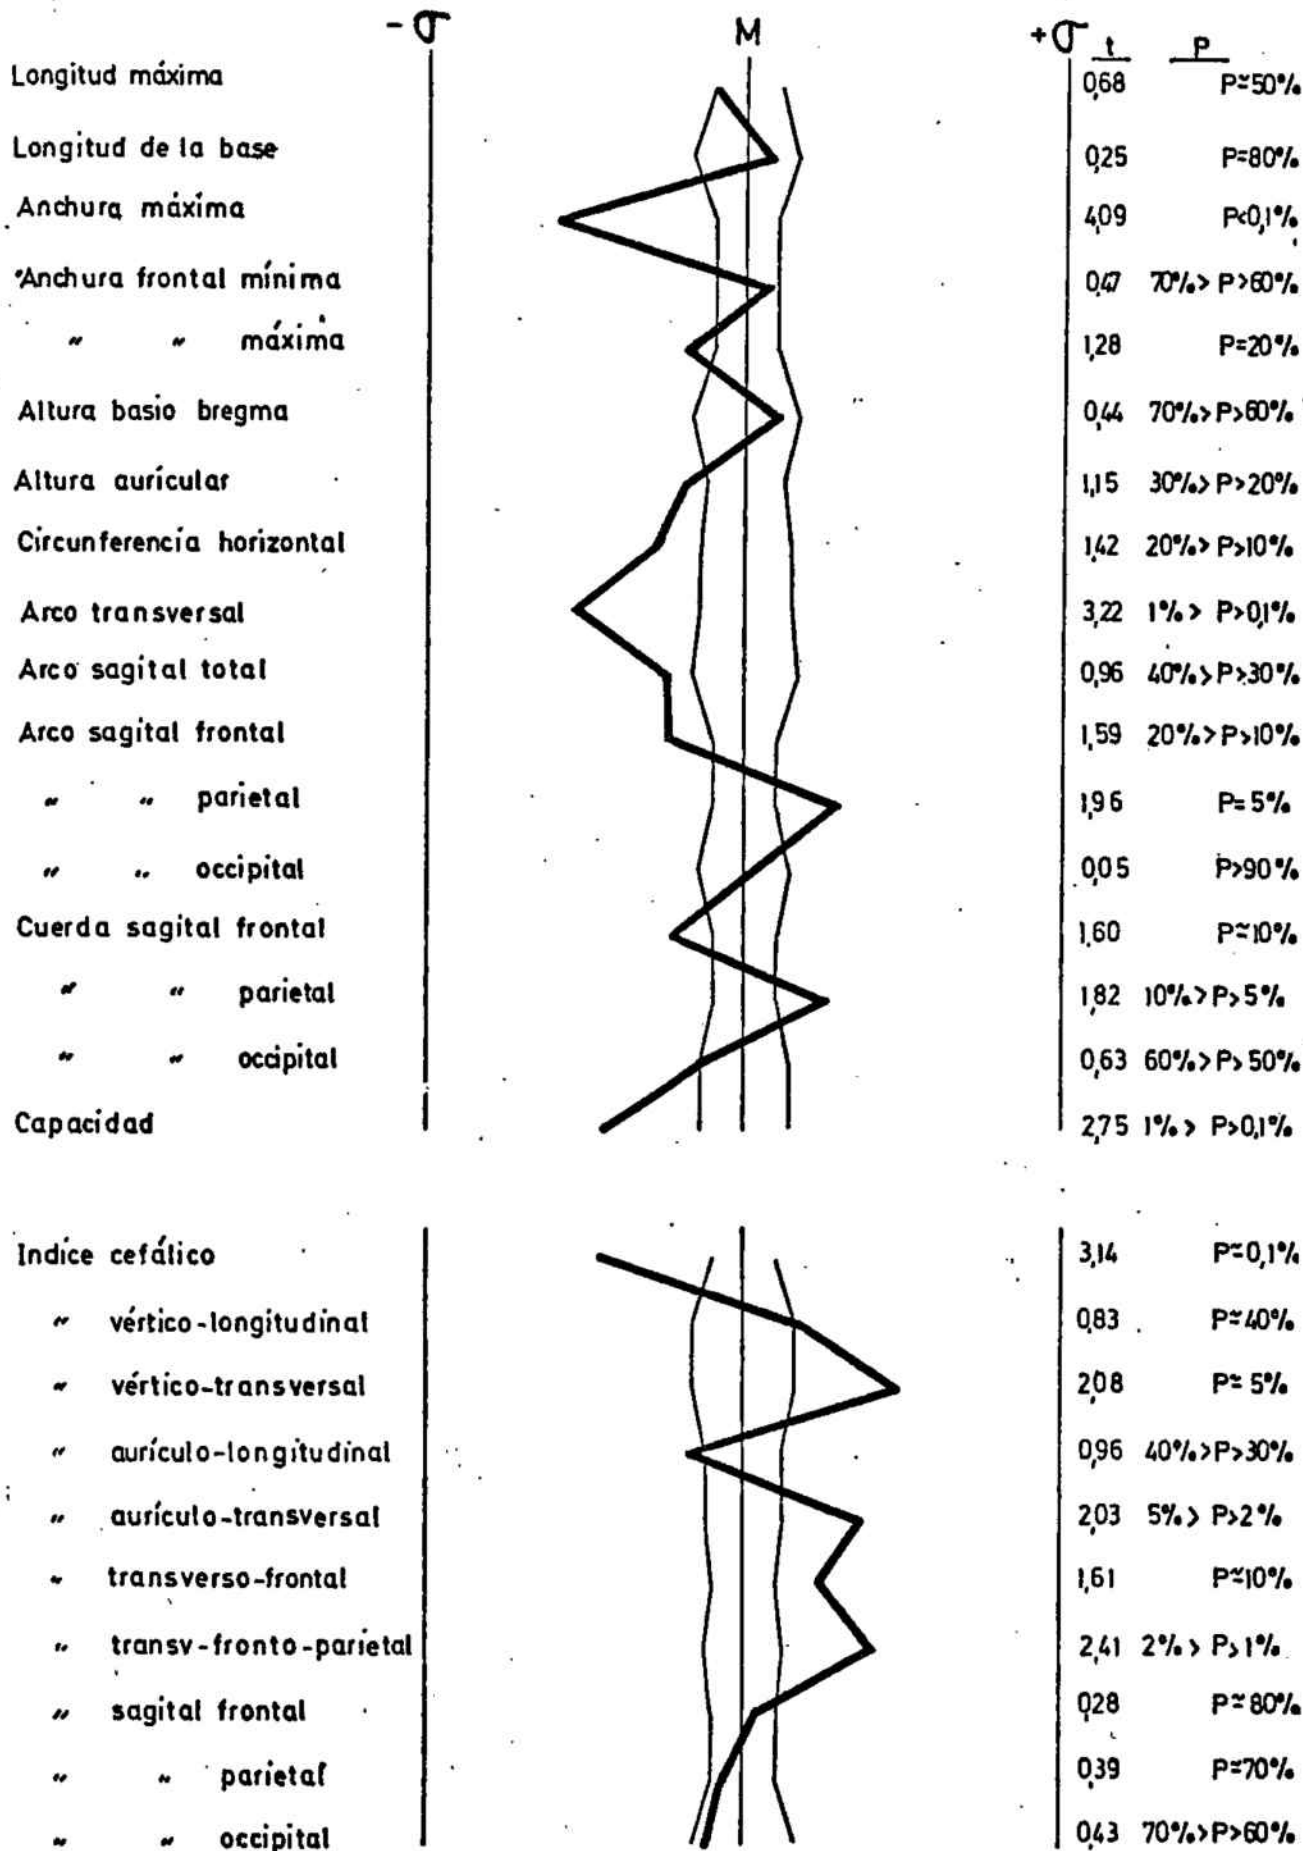 -σ M +σ t P
Longitud máxima 0,68 P≃50%
Longitud de la base 0,25 P=80%
Anchura máxima 4,09 P<0,1%
Anchura frontal mínima 0,47 70%>P>60%
" " máxima 1,28 P=20%
Altura basio bregma 0,44 70%>P>60%
Altura aurícular 1,15 30%>P>20%
Circunferencía horizontal 1,42 20%>P>10%
Arco transversal 3,22 1%>P>0,1%
Arco sagital total 0,96 40%>P>30%
Arco sagital frontal 1,59 20%>P>10%
" " parietal 1,96 P=5%
" " occipital 0,05 P>90%
Cuerda sagital frontal 1,60 P≃10%
" " parietal 1,82 10%>P>5%
" " occipital 0,63 60%>P>50%
Capacidad 2,75 1%>P>0,1%
Indice cefálico 3,14 P≃0,1%
" vértico-longitudinal 0,83 P≃40%
" vértico-transversal 2,08 P≃5%
" aurículo-longitudinal 0,96 40%>P>30%
" aurículo-transversal 2,03 5%>P>2%
" transverso-frontal 1,61 P≃10%
" transv-fronto-parietal 2,41 2%>P>1%
" sagital frontal 0,28 P≃80%
" " parietal 0,39 P≃70%
" " occipital 0,43 70%>P>60%